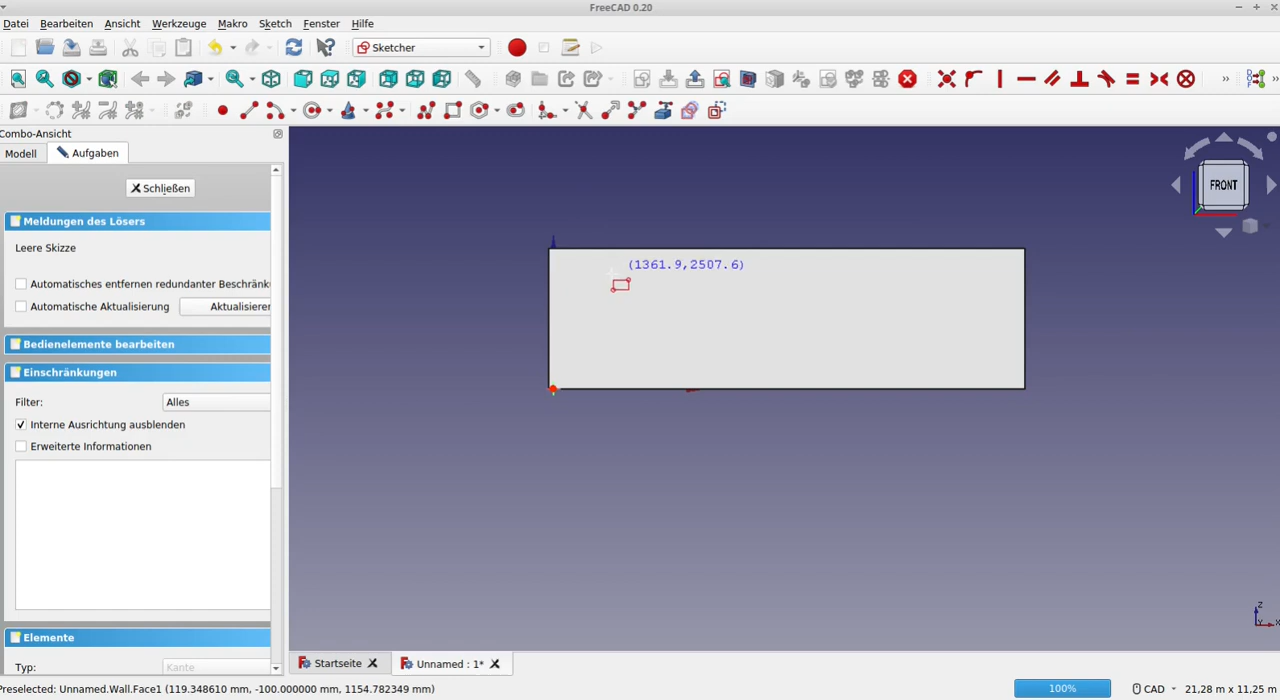 FreeCAD 0.20
Datei Bearbeiten Ansicht Werkzeuge Makro Sketch Fenster Hilfe
Sketcher
Combo-Ansicht
Modell Aufgaben
Schließen
Meldungen des Lösers
Leere Skizze
Automatisches entfernen redundanter Beschränku
Automatische Aktualisierung Aktualisieren
Bedienelemente bearbeiten
Einschränkungen
Filter: Alles
Interne Ausrichtung ausblenden
Erweiterte Informationen
Elemente
Typ: Kante
(1361.9,2507.6)
FRONT
Z
Y X
Startseite Unnamed : 1*
Preselected: Unnamed.Wall.Face1 (119.348610 mm, -100.000000 mm, 1154.782349 mm) 100% CAD 21,28 m x 11,25 m